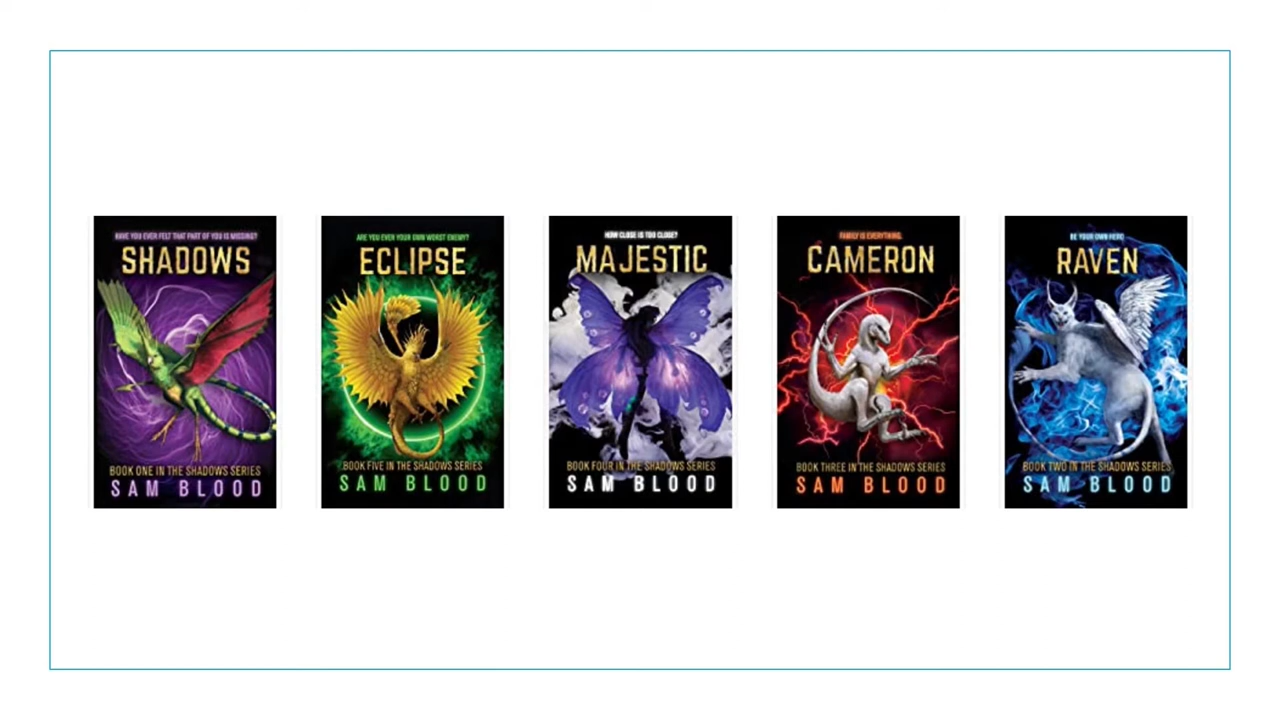 HAVE YOU EVER FELT THAT PART OF YOU IS MISSING?
SHADOWS
BOOK ONE IN THE SHADOWS SERIES
SAM BLOOD
ARE YOU EVER YOUR OWN WORST ENEMY?
ECLIPSE
BOOK FIVE IN THE SHADOWS SERIES
SAM BLOOD
HOW CLOSE IS TOO CLOSE?
MAJESTIC
BOOK FOUR IN THE SHADOWS SERIES
SAM BLOOD
FAMILY IS EVERYTHING.
CAMERON
BOOK THREE IN THE SHADOWS SERIES
SAM BLOOD
BE YOUR OWN HERO
RAVEN
BOOK TWO IN THE SHADOWS SERIES
SAM BLOOD